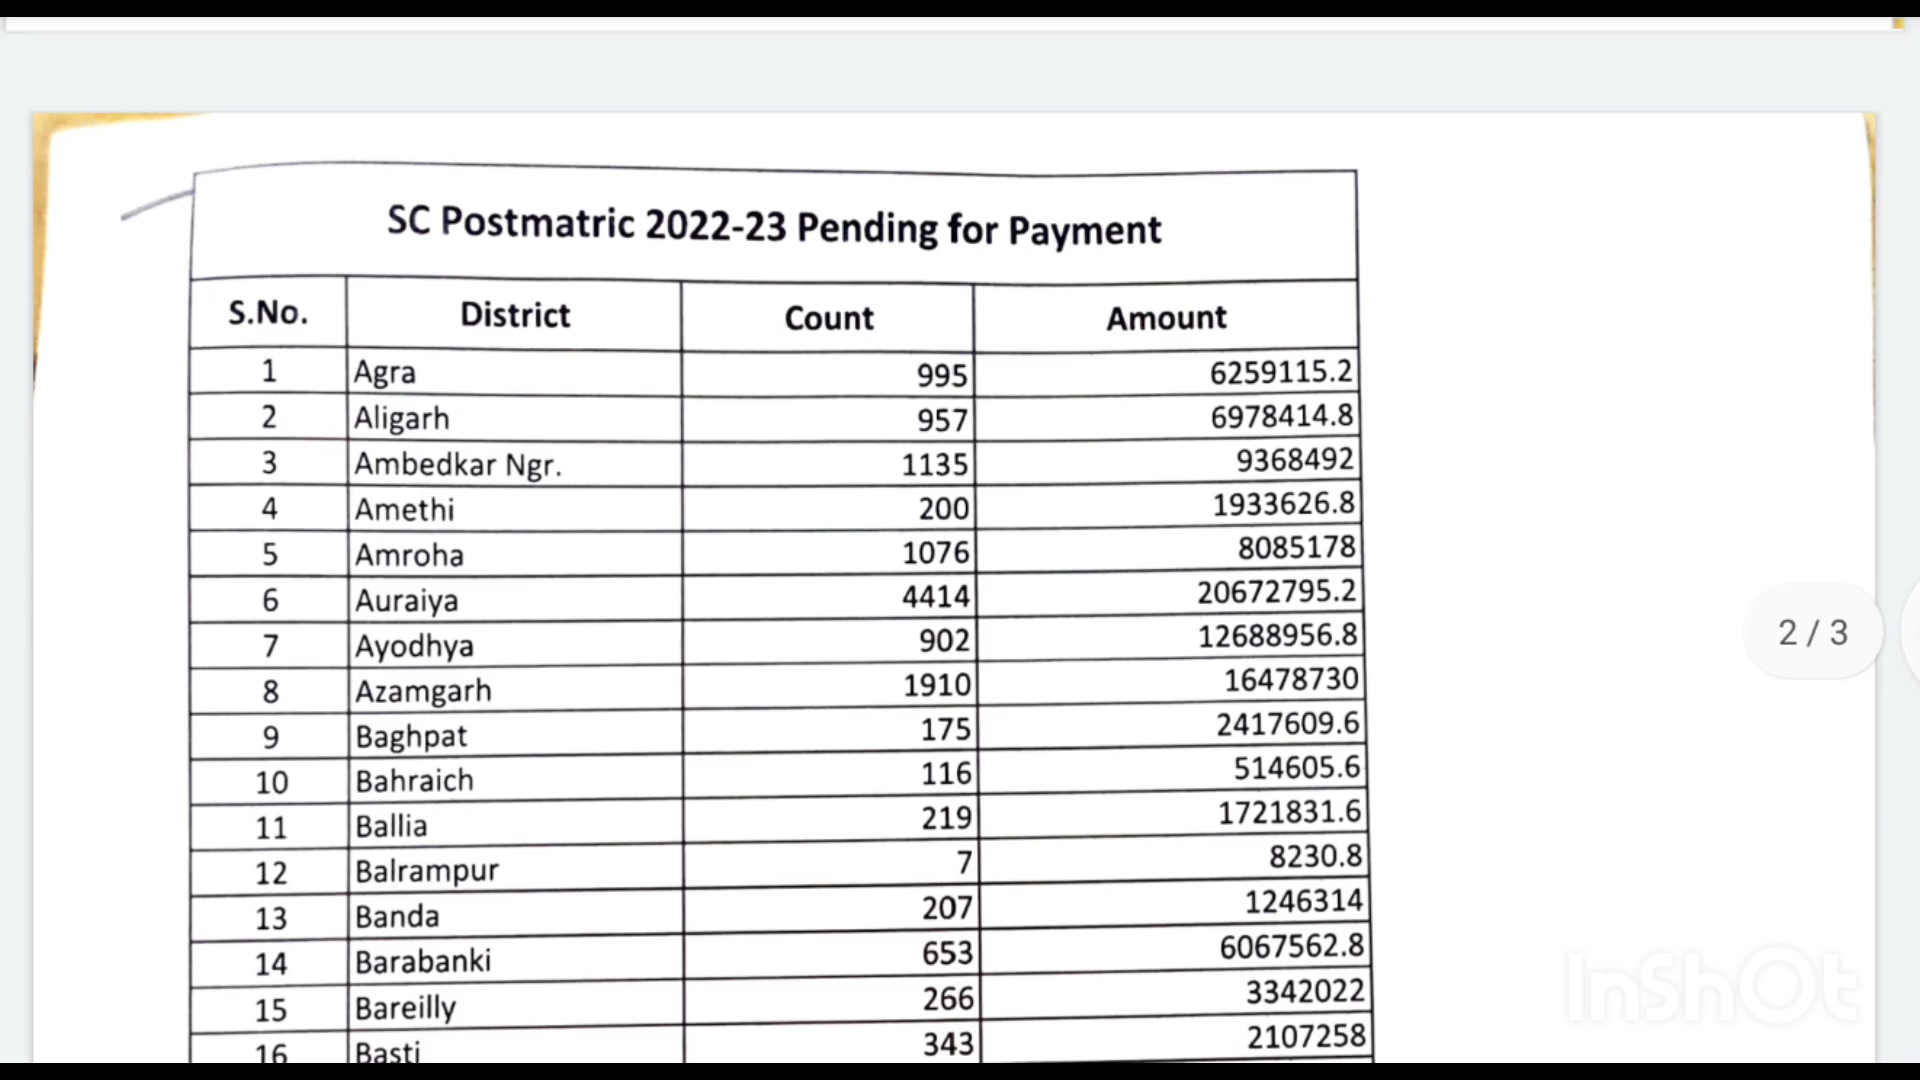 SC Postmatric 2022-23 Pending for Payment
S.No. District Count Amount
1 Agra 995 6259115.2
2 Aligarh 957 6978414.8
3 Ambedkar Ngr. 1135 9368492
4 Amethi 200 1933626.8
5 Amroha 1076 8085178
6 Auraiya 4414 20672795.2
7 Ayodhya 902 12688956.8
8 Azamgarh 1910 16478730
9 Baghpat 175 2417609.6
10 Bahraich 116 514605.6
11 Ballia 219 1721831.6
12 Balrampur 7 8230.8
13 Banda 207 1246314
14 Barabanki 653 6067562.8
15 Bareilly 266 3342022
16 Basti 343 2107258
2 / 3
InShOt